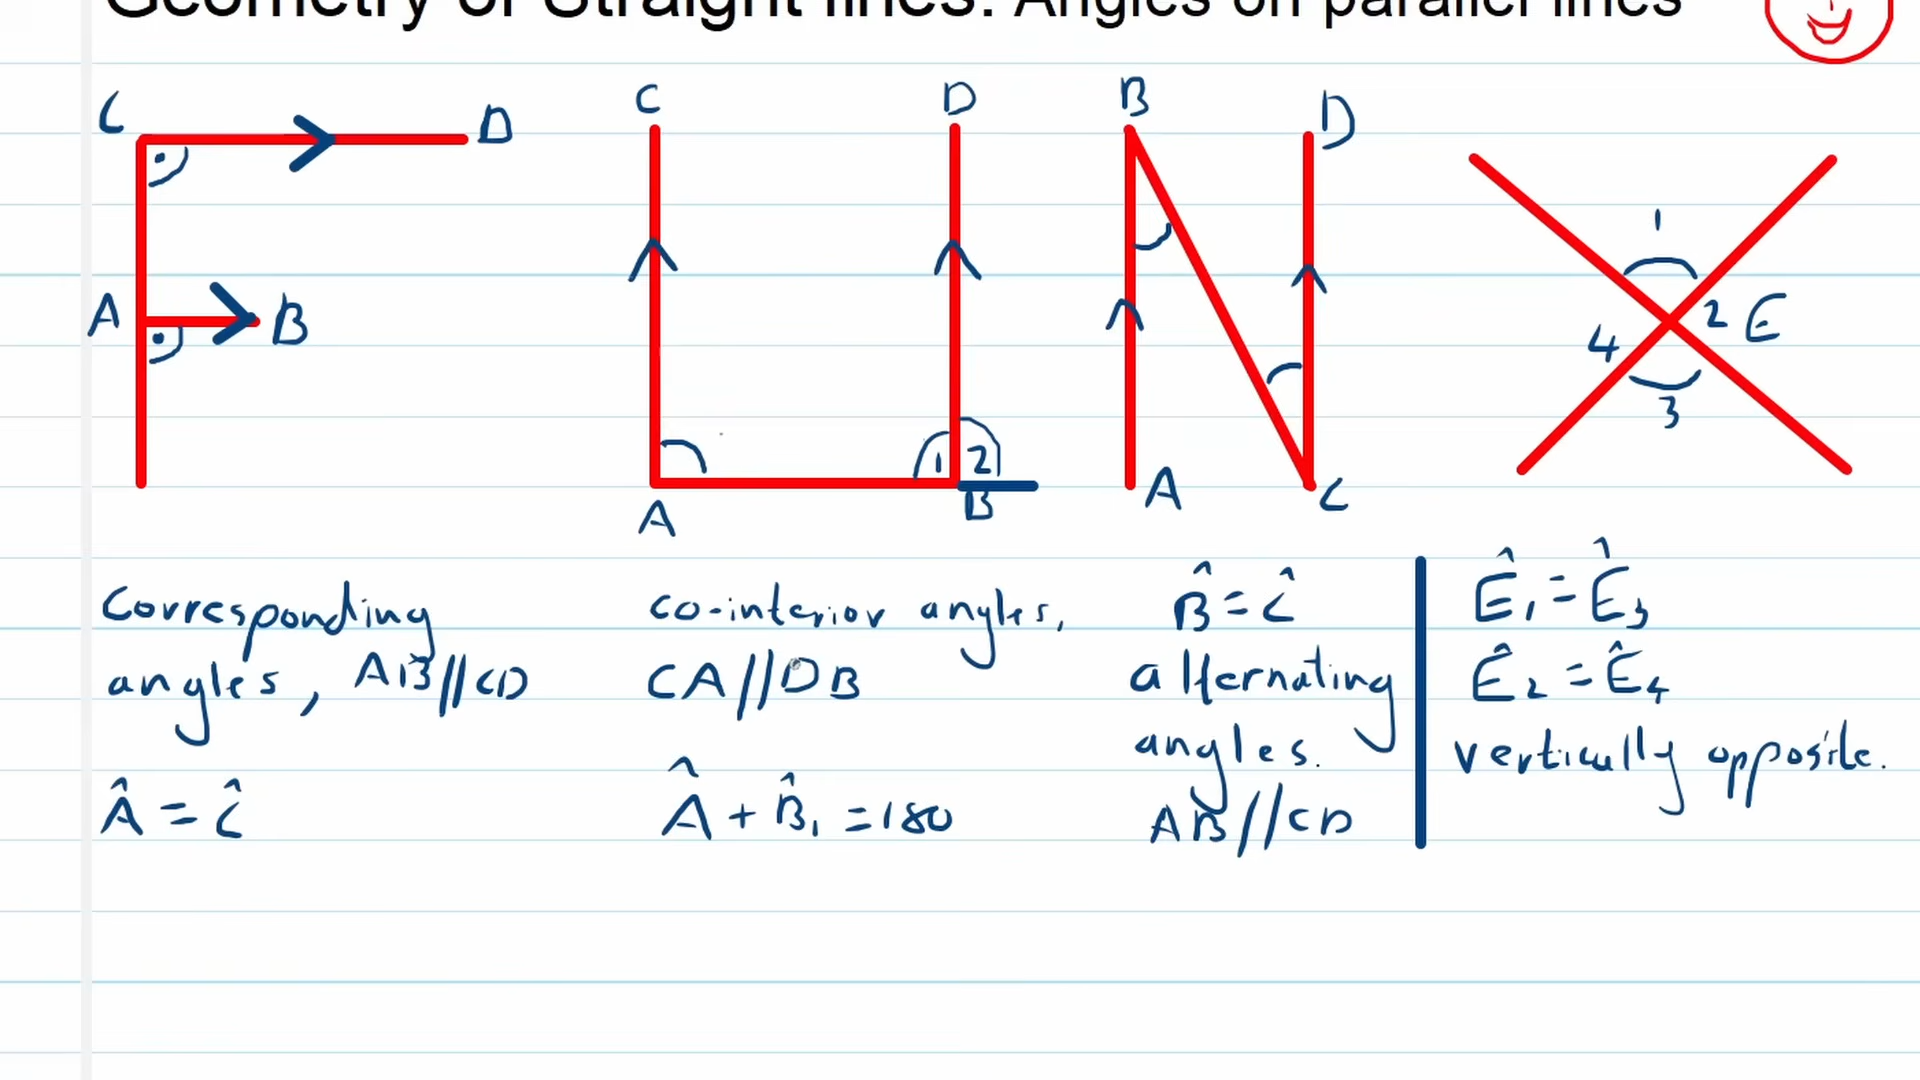 Geometry of Straight lines: Angles on parallel lines
C D
A B
C D
1 2
A B
B D
A C
1
2 E
4
3
Corresponding
angles, AB//CD
Â = Ĉ
co-interior angles,
CA//DB
Â + B̂₁ = 180
B̂ = Ĉ
alternating
angles.
AB//CD
Ê₁ = Ê₃
Ê₂ = Ê₄
vertically opposite.